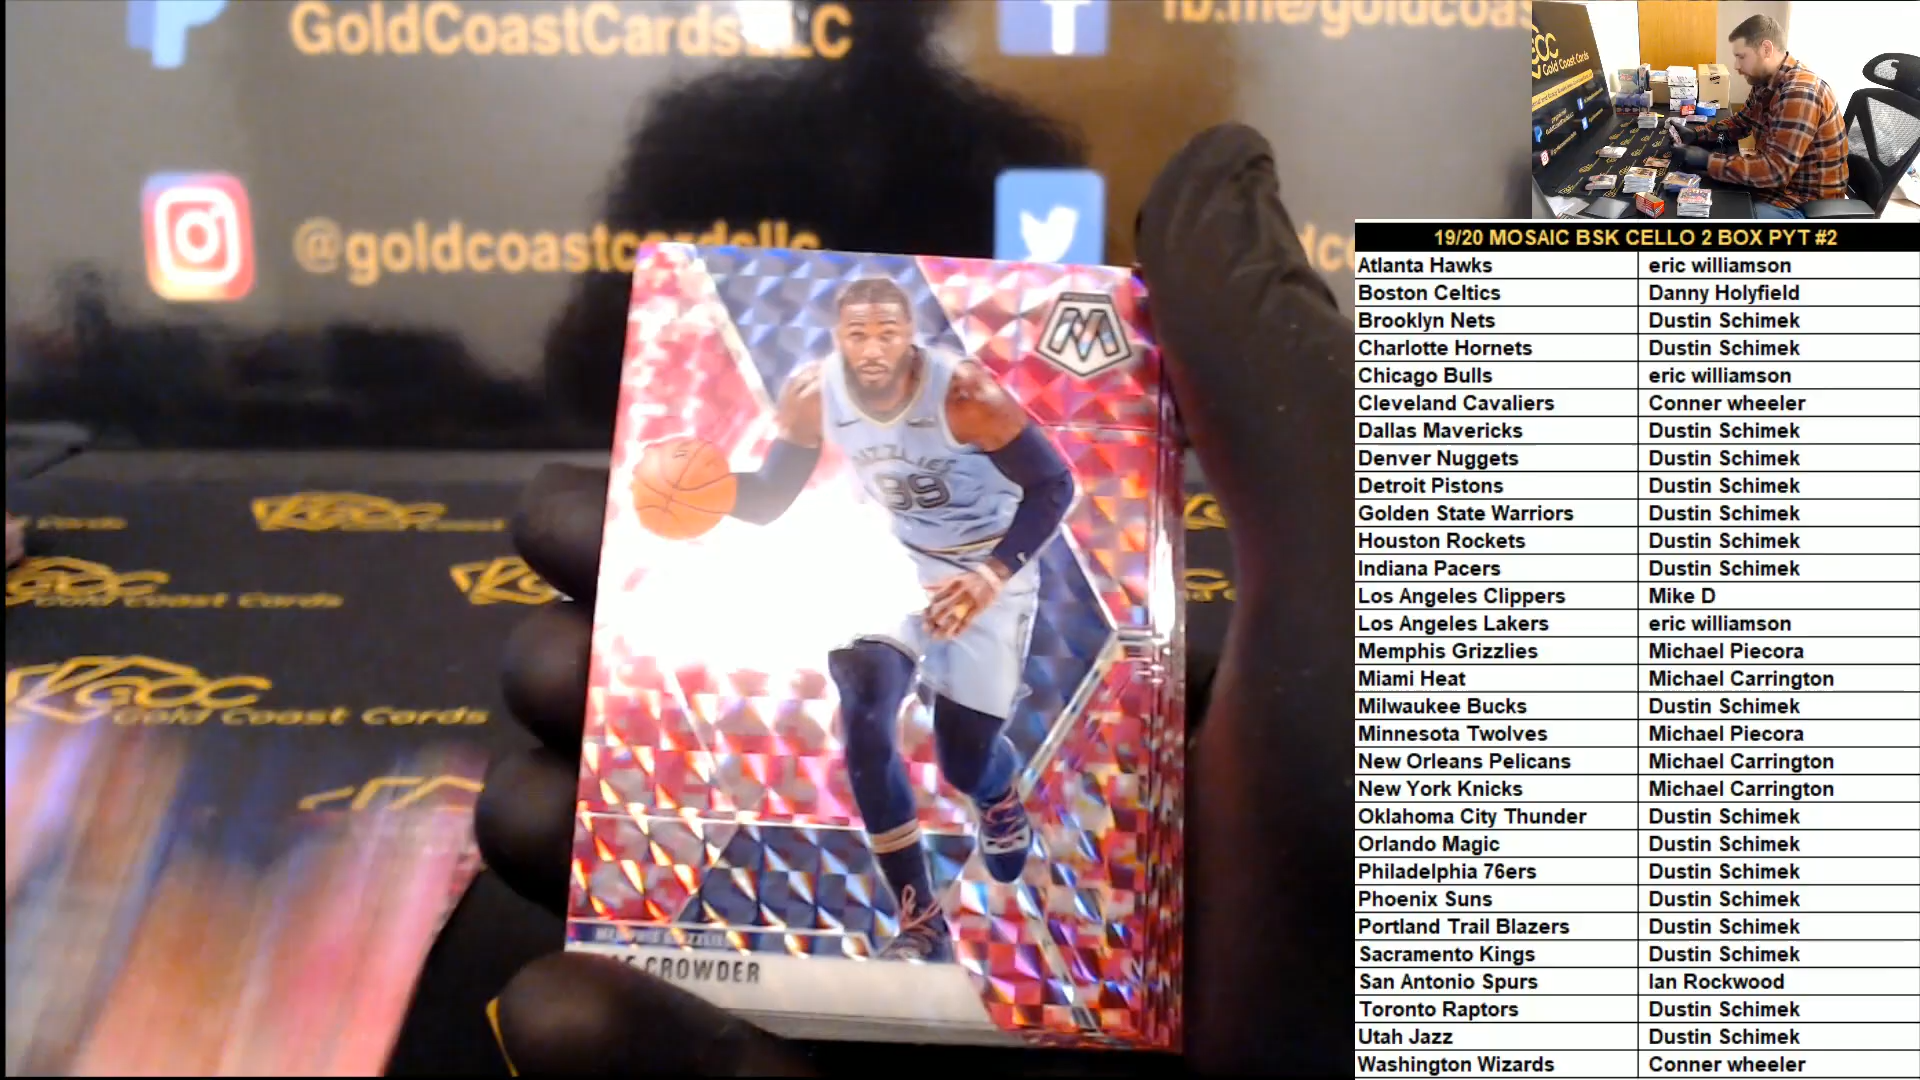 GoldCoastCardsLLC
@goldcoastcardsllc
GCC
Gold Coast Cards
Gold Coast Cards
GCC
Gold Coast Cards
M
99
MEMPHIS GRIZZLIES
CROWDER
19/20 MOSAIC BSK CELLO 2 BOX PYT #2
Atlanta Hawks eric williamson
Boston Celtics Danny Holyfield
Brooklyn Nets Dustin Schimek
Charlotte Hornets Dustin Schimek
Chicago Bulls eric williamson
Cleveland Cavaliers Conner wheeler
Dallas Mavericks Dustin Schimek
Denver Nuggets Dustin Schimek
Detroit Pistons Dustin Schimek
Golden State Warriors Dustin Schimek
Houston Rockets Dustin Schimek
Indiana Pacers Dustin Schimek
Los Angeles Clippers Mike D
Los Angeles Lakers eric williamson
Memphis Grizzlies Michael Piecora
Miami Heat Michael Carrington
Milwaukee Bucks Dustin Schimek
Minnesota Twolves Michael Piecora
New Orleans Pelicans Michael Carrington
New York Knicks Michael Carrington
Oklahoma City Thunder Dustin Schimek
Orlando Magic Dustin Schimek
Philadelphia 76ers Dustin Schimek
Phoenix Suns Dustin Schimek
Portland Trail Blazers Dustin Schimek
Sacramento Kings Dustin Schimek
San Antonio Spurs Ian Rockwood
Toronto Raptors Dustin Schimek
Utah Jazz Dustin Schimek
Washington Wizards Conner wheeler